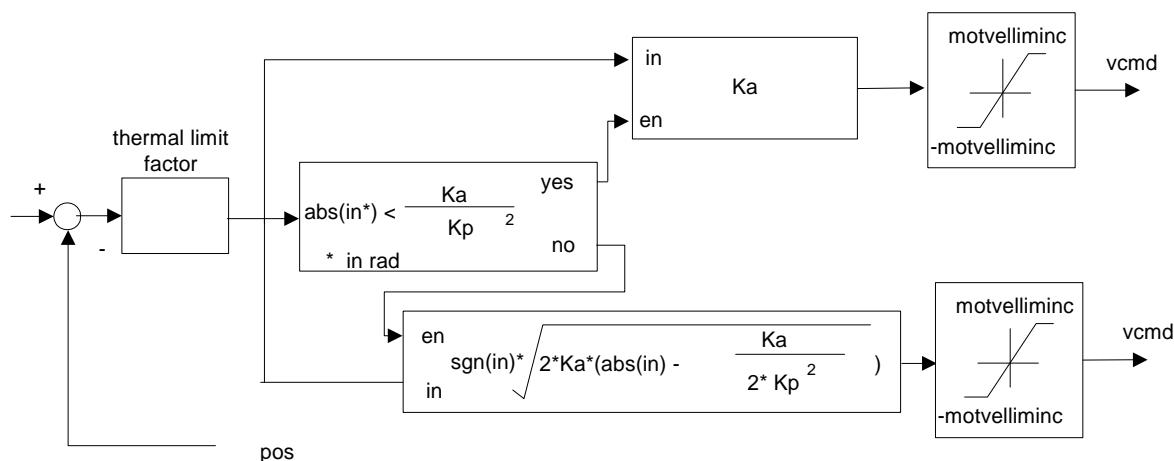 motvelliminc
vcmd
-motvelliminc
in
Ka
en
thermal limit
factor
+
-
yes
abs(in*) < Ka / Kp 2
no
* in rad
en
sgn(in)* √ 2*Ka*(abs(in) - Ka / 2* Kp 2 )
in
motvelliminc
vcmd
-motvelliminc
pos